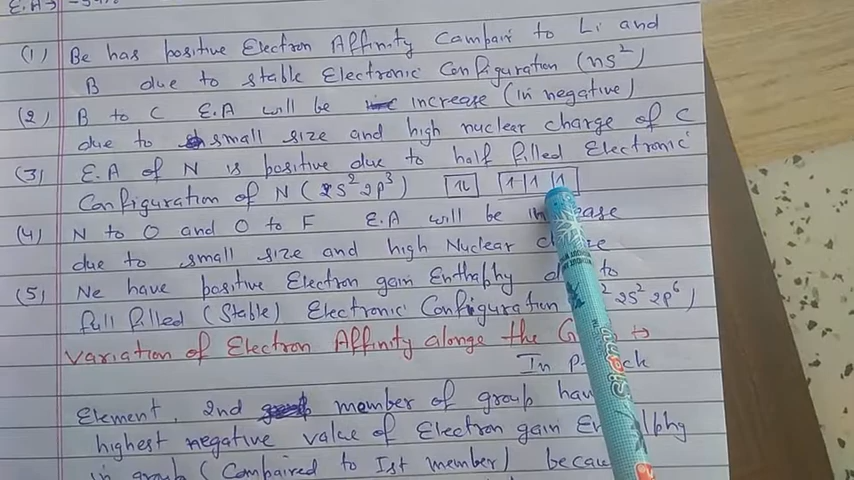 E.A →
(1) Be has positive Electron Affinity Campair to Li and
B due to stable Electronic Configuration (ns²)
(2) B to C E.A will be increase (in negative)
due to small size and high nuclear charge of C
(3) E.A of N is positive due to half filled Electronic
Configuration of N (2s² 2p³) 1L 1 1 1
(4) N to O and O to F E.A will be
due to small size and high Nuclear
(5) Ne have positive Electron gain Enthalphy to
full filled (Stable) Electronic Configuration 2s² 2p⁶)
Variation of Electron Affinity alonge the
In
Element, 2nd member of group
highest negative value of Electron gain
in group (Compaired to Ist member)